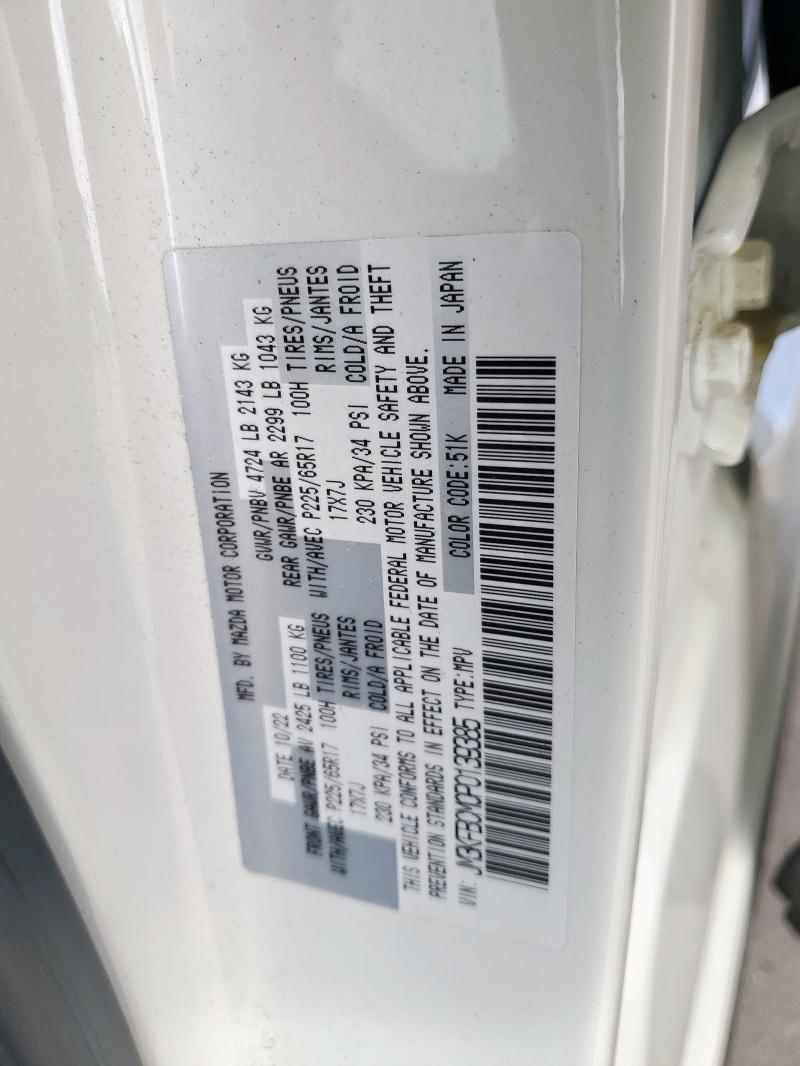 MFD. BY MAZDA MOTOR CORPORATION
DATE 10/22 GVWR/PNBV 4724 LB 2143 KG
FRONT GAWR/PNBE AV 2425 LB 1100 KG REAR GAWR/PNBE AR 2299 LB 1043 KG
WITH/AVEC P225/65R17 100H TIRES/PNEUS WITH/AVEC P225/65R17 100H TIRES/PNEUS
17X7J RIMS/JANTES 17X7J RIMS/JANTES
230 KPA/34 PSI COLD/A FROID 230 KPA/34 PSI COLD/A FROID
THIS VEHICLE CONFORMS TO ALL APPLICABLE FEDERAL MOTOR VEHICLE SAFETY AND THEFT
PREVENTION STANDARDS IN EFFECT ON THE DATE OF MANUFACTURE SHOWN ABOVE.
VIN: JM3KFBCM0P0139385 TYPE:MPV COLOR CODE:51K MADE IN JAPAN